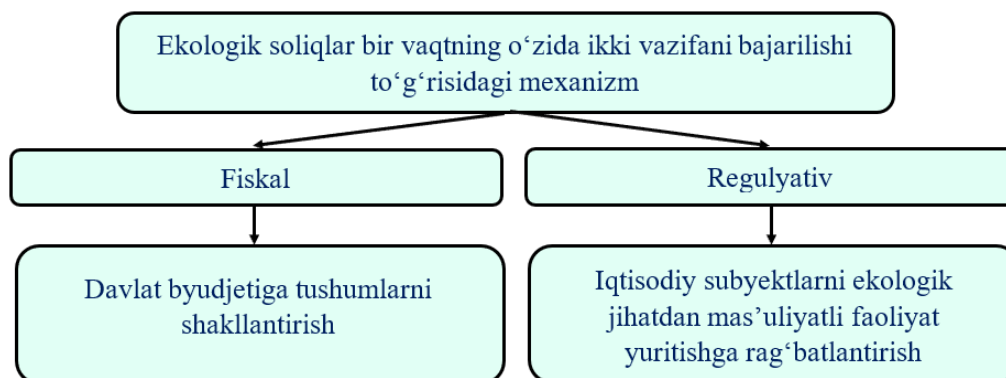 Ekologik soliqlar bir vaqtning o‘zida ikki vazifani bajarilishi
to‘g‘risidagi mexanizm
Fiskal
Regulyativ
Davlat byudjetiga tushumlarni
shakllantirish
Iqtisodiy subyektlarni ekologik
jihatdan mas’uliyatli faoliyat
yuritishga rag‘batlantirish